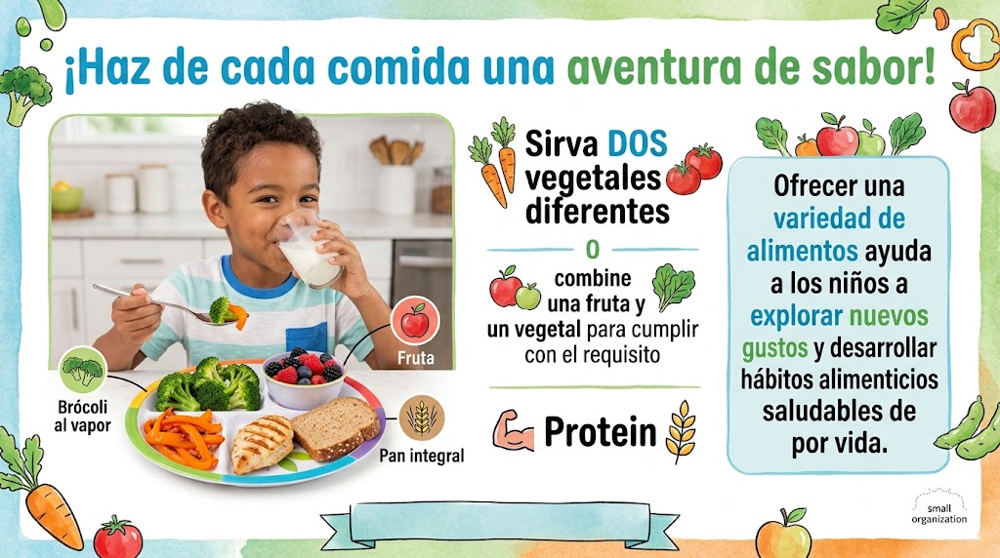 ¡Haz de cada comida una aventura de sabor!
Fruta
Brócoli
al vapor
Pan integral
Sirva DOS
vegetales
diferentes
O
combine
una fruta y
un vegetal para cumplir
con el requisito
Protein
Ofrecer una
variedad de
alimentos ayuda
a los niños a
explorar nuevos
gustos y desarrollar
hábitos alimenticios
saludables de
por vida.
small
organization